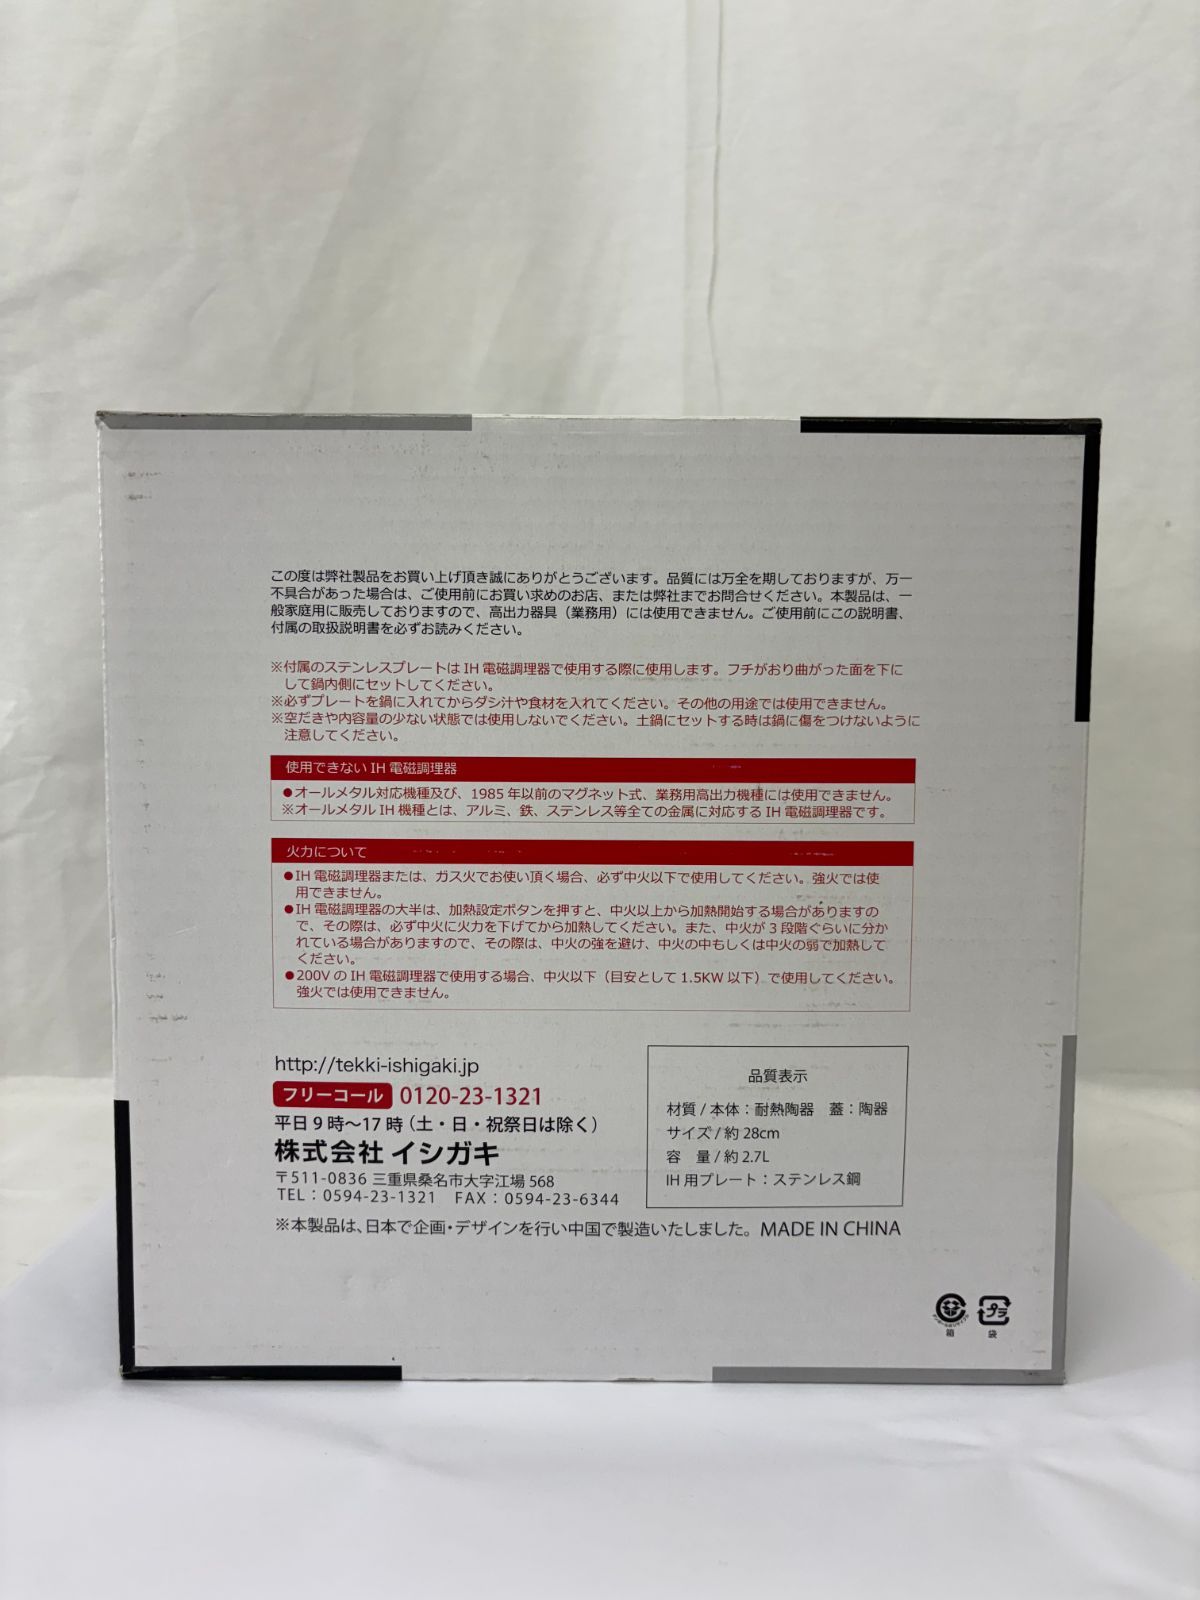 この度は弊社製品をお買い上げ頂き誠にありがとうございます。品質には万全を期しておりますが、万一
不具合があった場合は、ご使用前にお買い求めのお店、または弊社までお問合せください。本製品は、一
般家庭用に販売しておりますので、高出力器具（業務用）には使用できません。ご使用前にこの説明書、
付属の取扱説明書を必ずお読みください。
※付属のステンレスプレートは IH 電磁調理器で使用する際に使用します。フチがおり曲がった面を下に
して鍋内側にセットしてください。
※必ずプレートを鍋に入れてからダシ汁や食材を入れてください。その他の用途では使用できません。
※空だきや内容量の少ない状態では使用しないでください。土鍋にセットする時は鍋に傷をつけないように
注意してください。
使用できない IH 電磁調理器
●オールメタル対応機種及び、1985 年以前のマグネット式、業務用高出力機種には使用できません。
※オールメタル IH 機種とは、アルミ、鉄、ステンレス等全ての金属に対応する IH 電磁調理器です。
火力について
●IH 電磁調理器または、ガス火でお使い頂く場合、必ず中火以下で使用してください。強火では使
用できません。
●IH 電磁調理器の大半は、加熱設定ボタンを押すと、中火以上から加熱開始する場合がありますの
で、その際は、必ず中火に火力を下げてから加熱してください。また、中火が 3 段階ぐらいに分か
れている場合がありますので、その際は、中火の強を避け、中火の中もしくは中火の弱で加熱して
ください。
●200V の IH 電磁調理器で使用する場合、中火以下（目安として 1.5KW 以下）で使用してください。
強火では使用できません。
http://tekki-ishigaki.jp
フリーコール 0120-23-1321
平日 9 時〜17 時（土・日・祝祭日は除く）
株式会社 イシガキ
〒511-0836 三重県桑名市大字江場 568
TEL：0594-23-1321 FAX：0594-23-6344
品質表示
材質 / 本体：耐熱陶器 蓋：陶器
サイズ / 約 28cm
容 量 / 約 2.7L
IH 用プレート：ステンレス鋼
※本製品は、日本で企画・デザインを行い中国で製造いたしました。 MADE IN CHINA
プラ
箱 袋